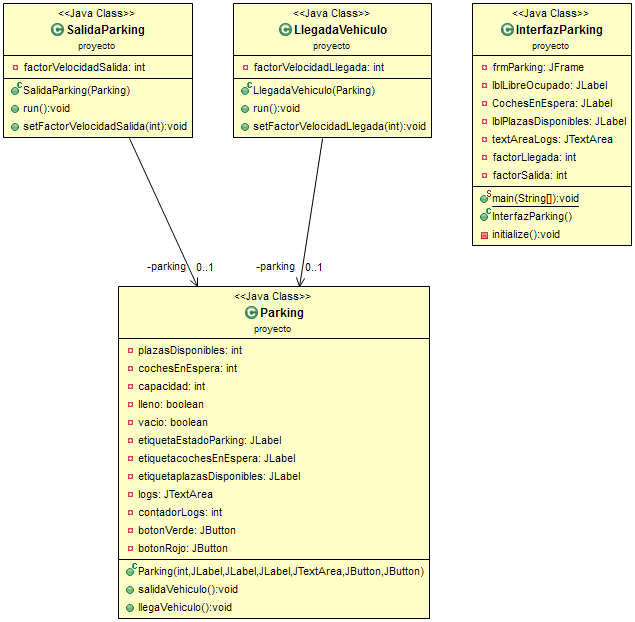 <<Java Class>>
SalidaParking
proyecto
factorVelocidadSalida: int
SalidaParking(Parking)
run():void
setFactorVelocidadSalida(int):void
<<Java Class>>
LlegadaVehiculo
proyecto
factorVelocidadLlegada: int
LlegadaVehiculo(Parking)
run():void
setFactorVelocidadLlegada(int):void
<<Java Class>>
InterfazParking
proyecto
frmParking: JFrame
lblLibreOcupado: JLabel
CochesEnEspera: JLabel
lblPlazasDisponibles: JLabel
textAreaLogs: JTextArea
factorLlegada: int
factorSalida: int
main(String[]):void
InterfazParking()
initialize():void
-parking 0..1
-parking 0..1
<<Java Class>>
Parking
proyecto
plazasDisponibles: int
cochesEnEspera: int
capacidad: int
lleno: boolean
vacio: boolean
etiquetaEstadoParking: JLabel
etiquetacochesEnEspera: JLabel
etiquetaplazasDisponibles: JLabel
logs: JTextArea
contadorLogs: int
botonVerde: JButton
botonRojo: JButton
Parking(int,JLabel,JLabel,JLabel,JTextArea,JButton,JButton)
salidaVehiculo():void
llegaVehiculo():void